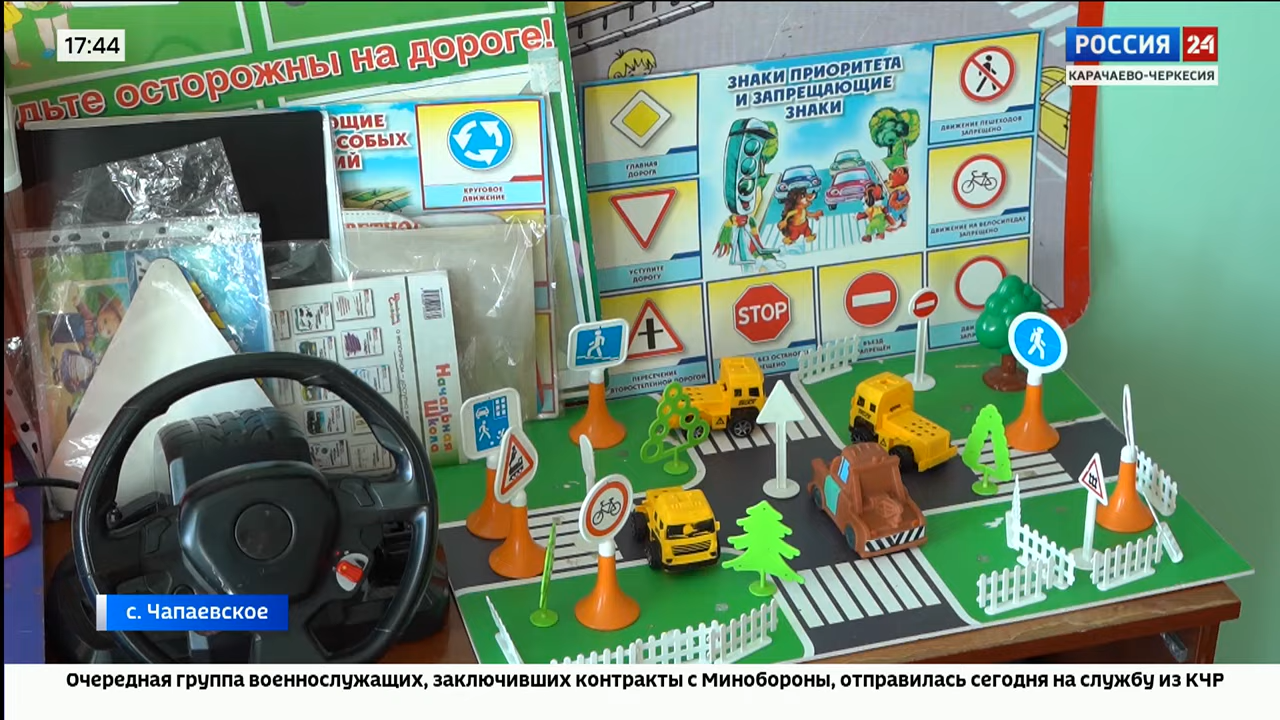 17:44
РОССИЯ 24
КАРАЧАЕВО-ЧЕРКЕСИЯ
дьте осторожны на дороге!
ЗНАКИ ПРИОРИТЕТА
И ЗАПРЕЩАЮЩИЕ
ЗНАКИ
ГЛАВНАЯ
ДОРОГА
УСТУПИТЕ
ДОРОГУ
ПЕРЕСЕЧЕНИЕ
STOP
ДВИЖЕНИЕ ПЕШЕХОДОВ
ЗАПРЕЩЕНО
ДВИЖЕНИЕ НА ВЕЛОСИПЕДАХ
ЗАПРЕЩЕНО
КРУГОВОЕ
ДВИЖЕНИЕ
Начальная
Школа
с. Чапаевское
Очередная группа военнослужащих, заключивших контракты с Минобороны, отправилась сегодня на службу из КЧР